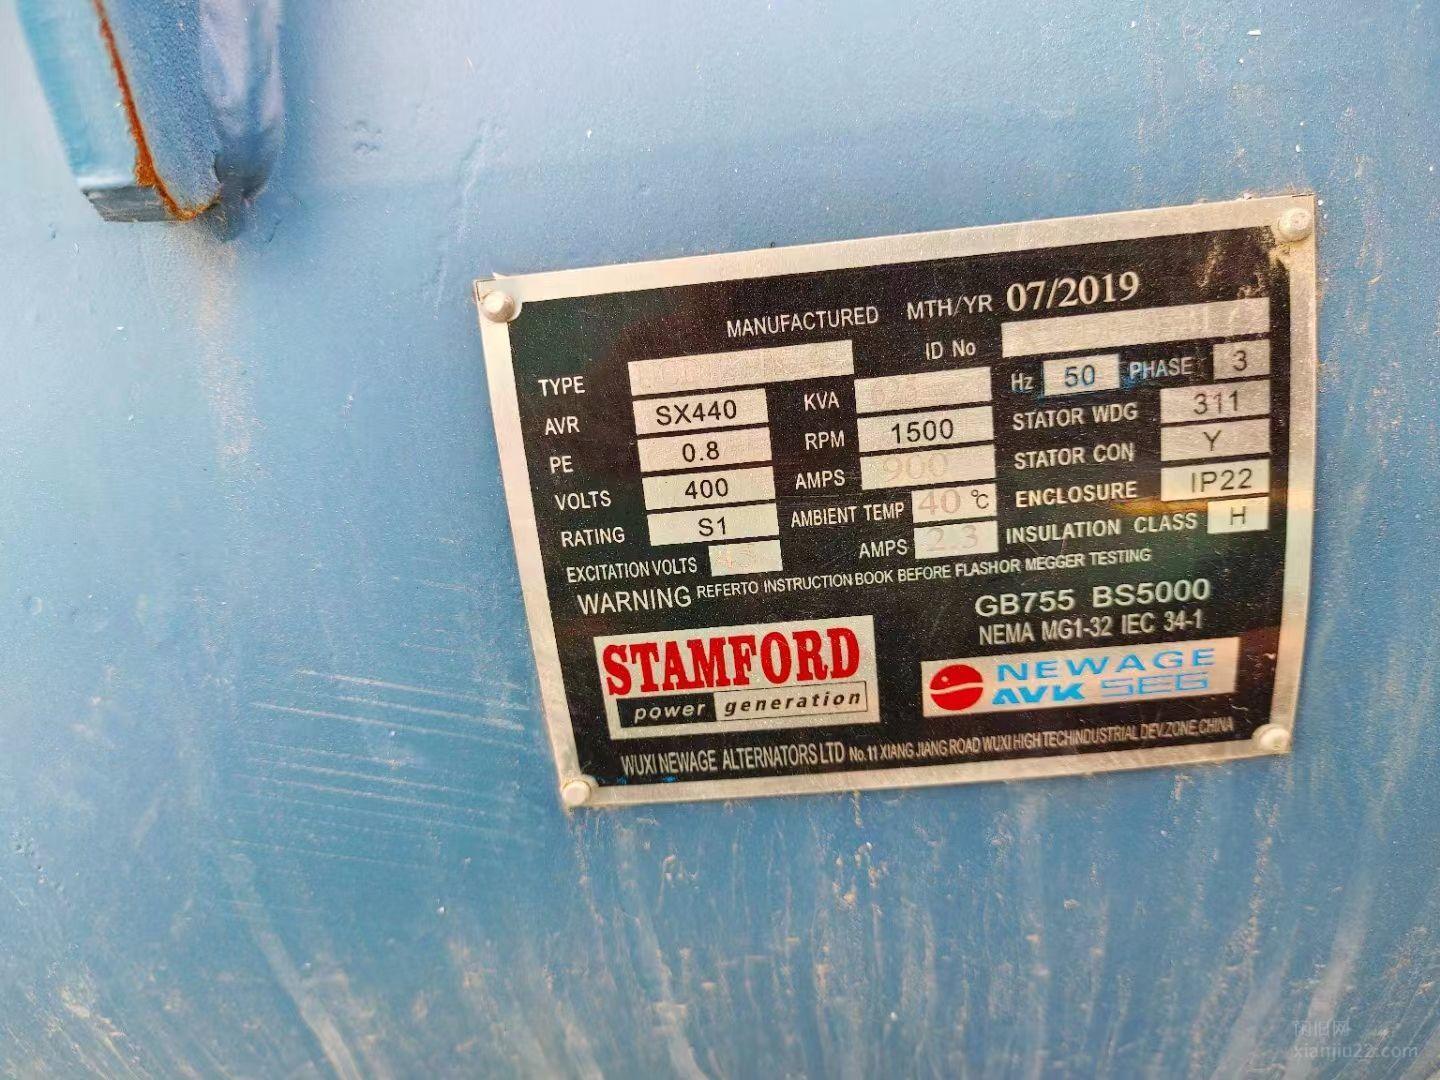 MANUFACTURED MTH/YR 07/2019
TYPE ID No
AVR SX440 KVA Hz 50 PHASE 3
PE 0.8 RPM 1500 STATOR WDG 311
VOLTS 400 AMPS 900 STATOR CON Y
RATING S1 AMBIENT TEMP 40 ℃ ENCLOSURE IP22
EXCITATION VOLTS AMPS 2.3 INSULATION CLASS H
WARNING REFERTO INSTRUCTION BOOK BEFORE FLASHOR MEGGER TESTING
GB755 BS5000
NEMA MG1-32 IEC 34-1
STAMFORD
power generation
NEWAGE
AVK SEG
WUXI NEWAGE ALTERNATORS LTD No.11 XIANG JIANG ROAD WUXI HIGH TECHINDUSTRIAL DEV.ZONE.CHINA
闲旧网
xianjiu22.com